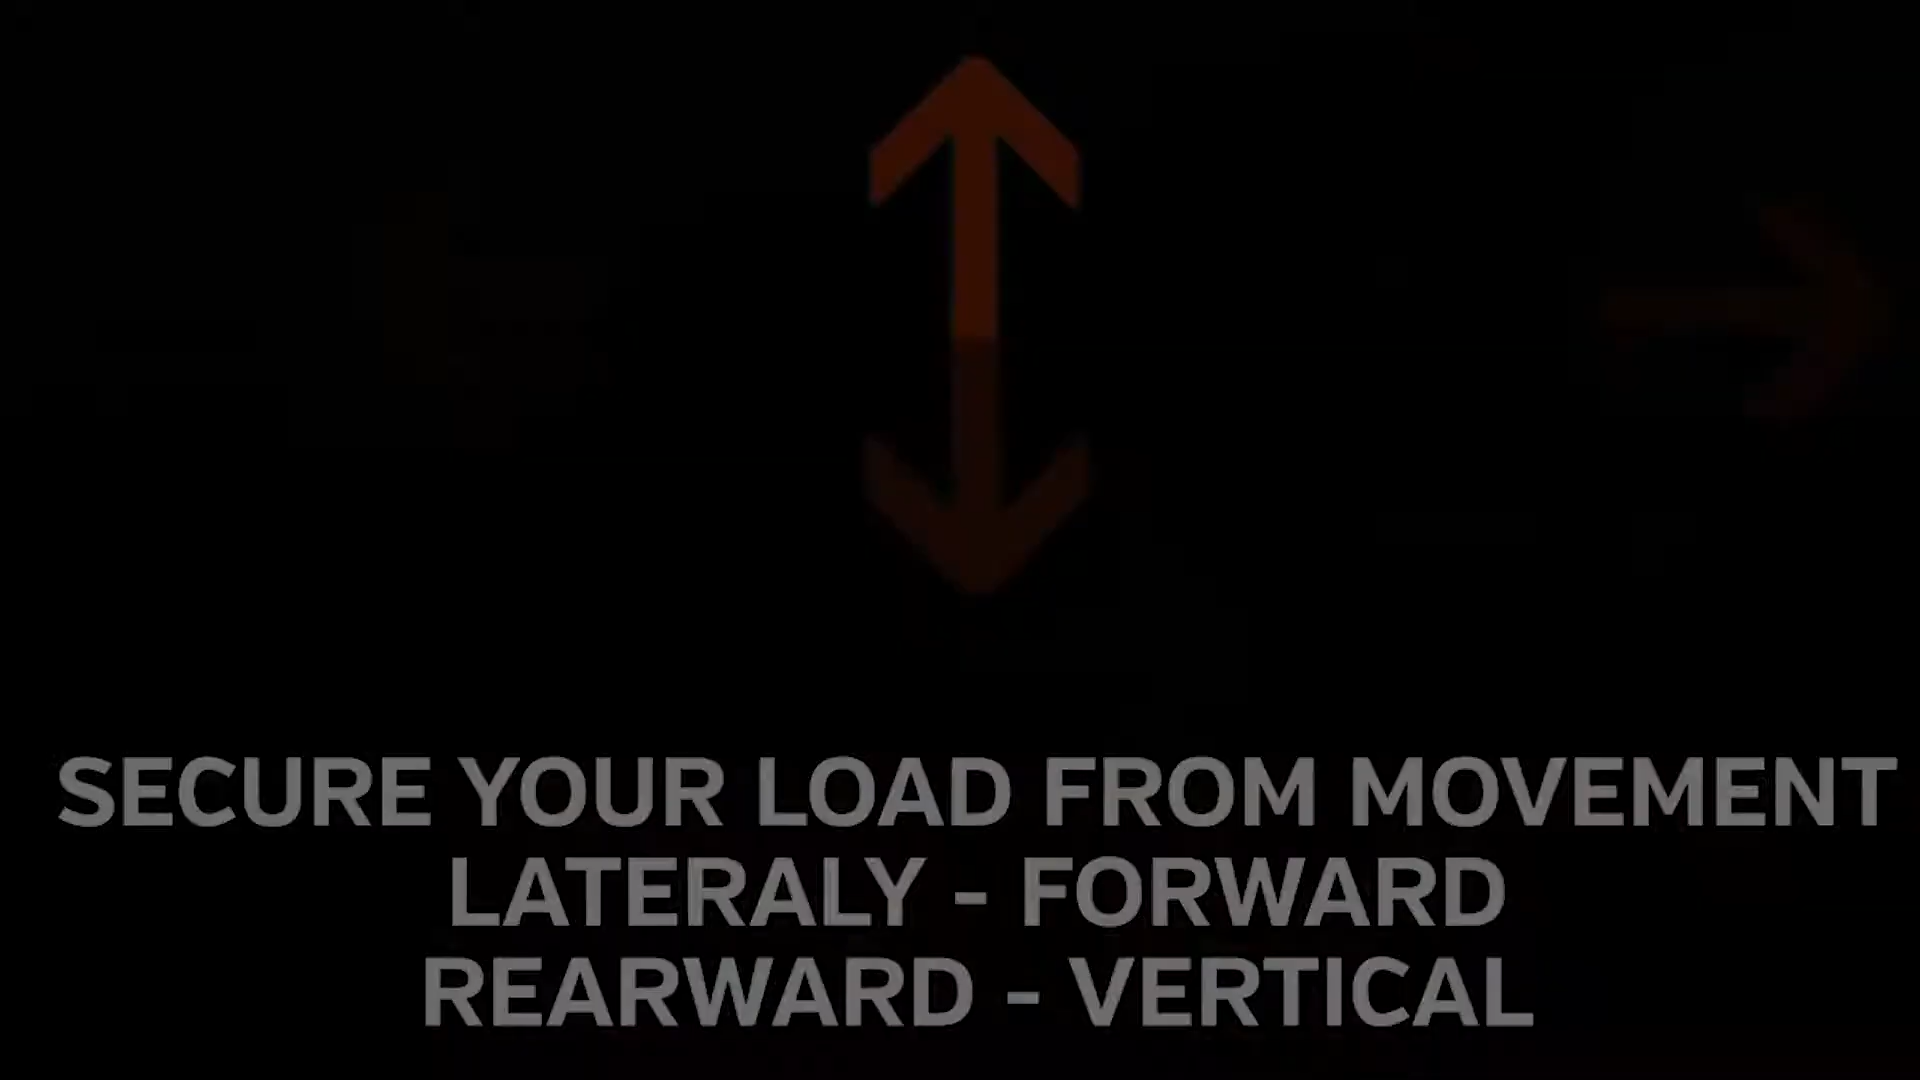 SECURE YOUR LOAD FROM MOVEMENT
LATERALY - FORWARD
REARWARD - VERTICAL